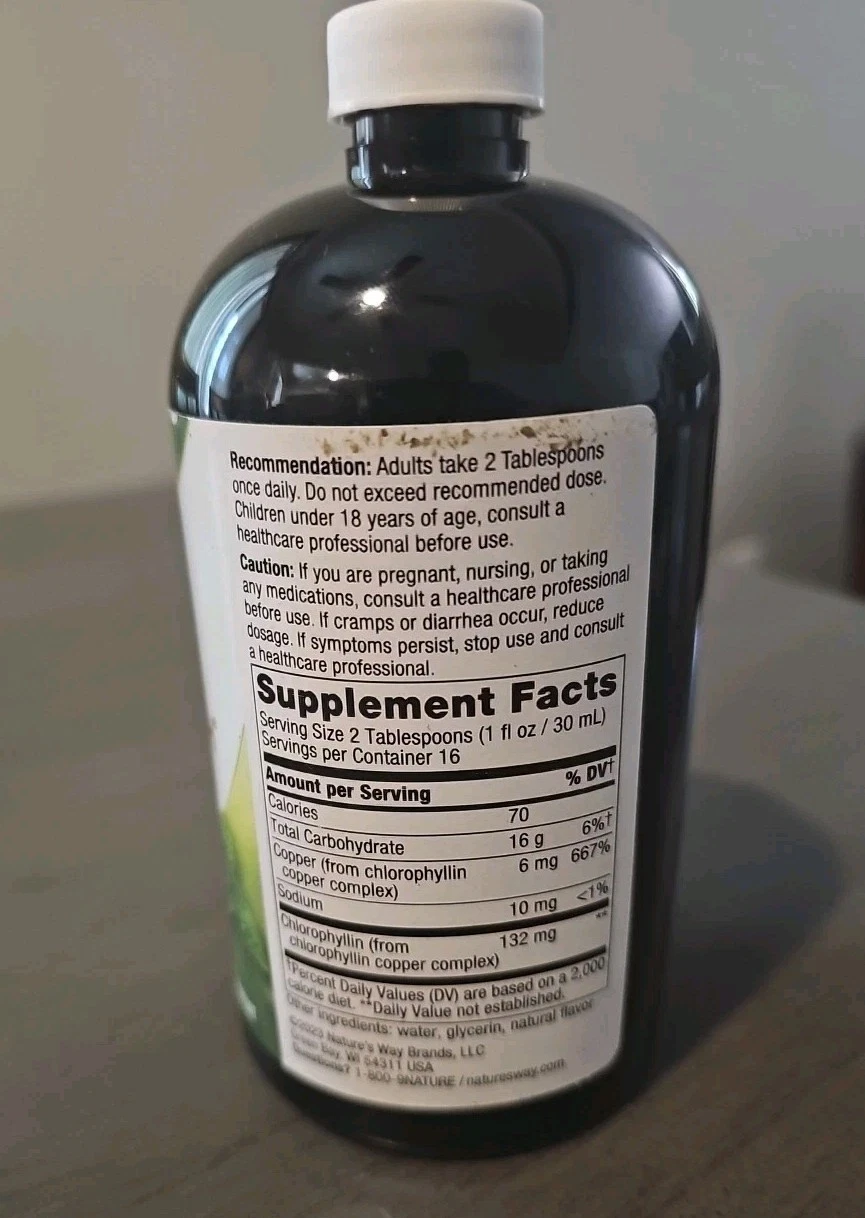 Recommendation: Adults take 2 Tablespoons
once daily. Do not exceed recommended dose.
Children under 18 years of age, consult a
healthcare professional before use.
Caution: If you are pregnant, nursing, or taking
any medications, consult a healthcare professional
before use. If cramps or diarrhea occur, reduce
dosage. If symptoms persist, stop use and consult
a healthcare professional.
Supplement Facts
Serving Size 2 Tablespoons (1 fl oz / 30 mL)
Servings per Container 16
Amount per Serving % DV†
Calories 70
Total Carbohydrate 16 g 6%†
Copper (from chlorophyllin 6 mg 667%
copper complex)
Sodium 10 mg <1%
Chlorophyllin (from 132 mg **
chlorophyllin copper complex)
†Percent Daily Values (DV) are based on a 2,000
calorie diet. **Daily Value not established.
Other ingredients: water, glycerin, natural flavor
©2023 Nature's Way Brands, LLC
Green Bay, WI 54311 USA
Questions? 1-800-9NATURE / naturesway.com